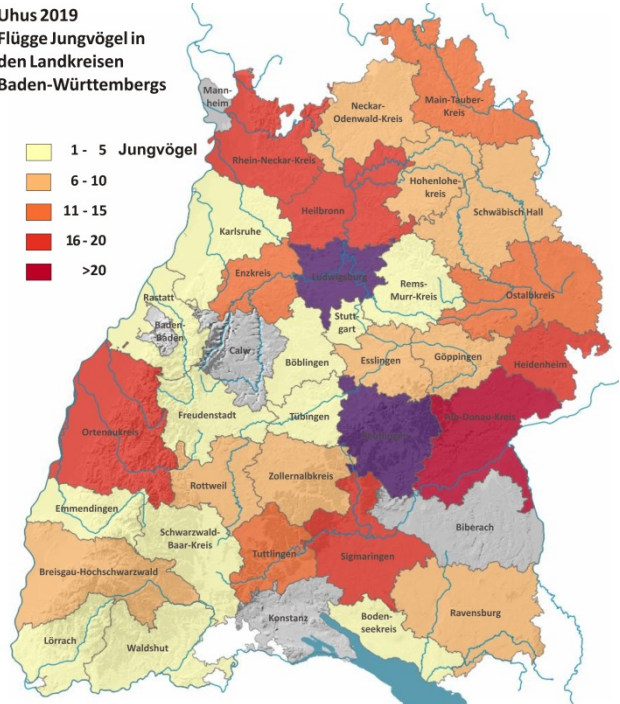 Uhus 2019
Flügge Jungvögel in
den Landkreisen
Baden-Württembergs
1 - 5 Jungvögel
6 - 10
11 - 15
16 - 20
>20
Mann-
heim
Neckar-
Odenwald-Kreis
Main-Tauber-
Kreis
Rhein-Neckar-Kreis
Hohenlohe-
kreis
Heilbronn
Schwäbisch Hall
Karlsruhe
Enzkreis
Ludwigsburg
Rems-
Murr-Kreis
Ostalbkreis
Rastatt
Baden-
Baden
Stutt-
gart
Calw
Böblingen
Esslingen
Göppingen
Heidenheim
Freudenstadt
Tübingen
Alb-Donau-Kreis
Ortenaukreis
Rottweil
Zollernalbkreis
Emmendingen
Schwarzwald-
Baar-Kreis
Biberach
Tuttlingen
Sigmaringen
Breisgau-Hochschwarzwald
Konstanz
Boden-
seekreis
Ravensburg
Lörrach
Waldshut